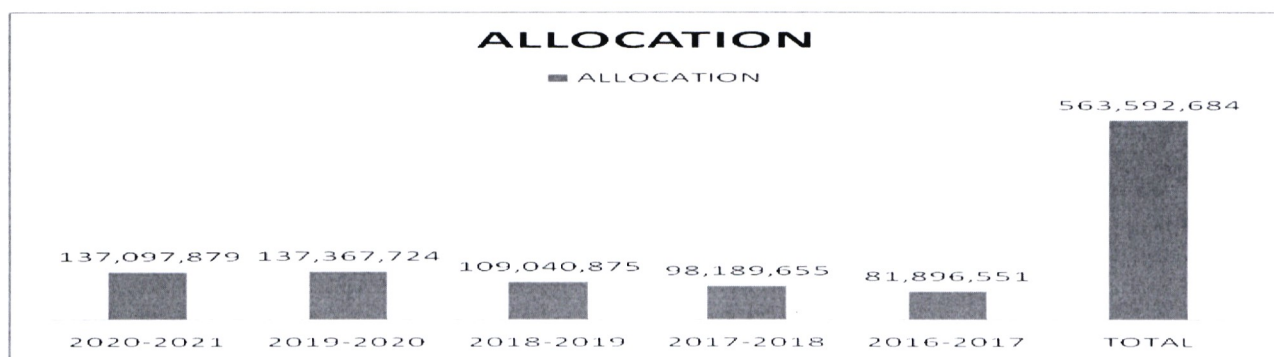 ALLOCATION
ALLOCATION
563,592,684
137,097,879 137,367,724 109,040,875 98,189,655 81,896,551
2020-2021 2019-2020 2018-2019 2017-2018 2016-2017 TOTAL